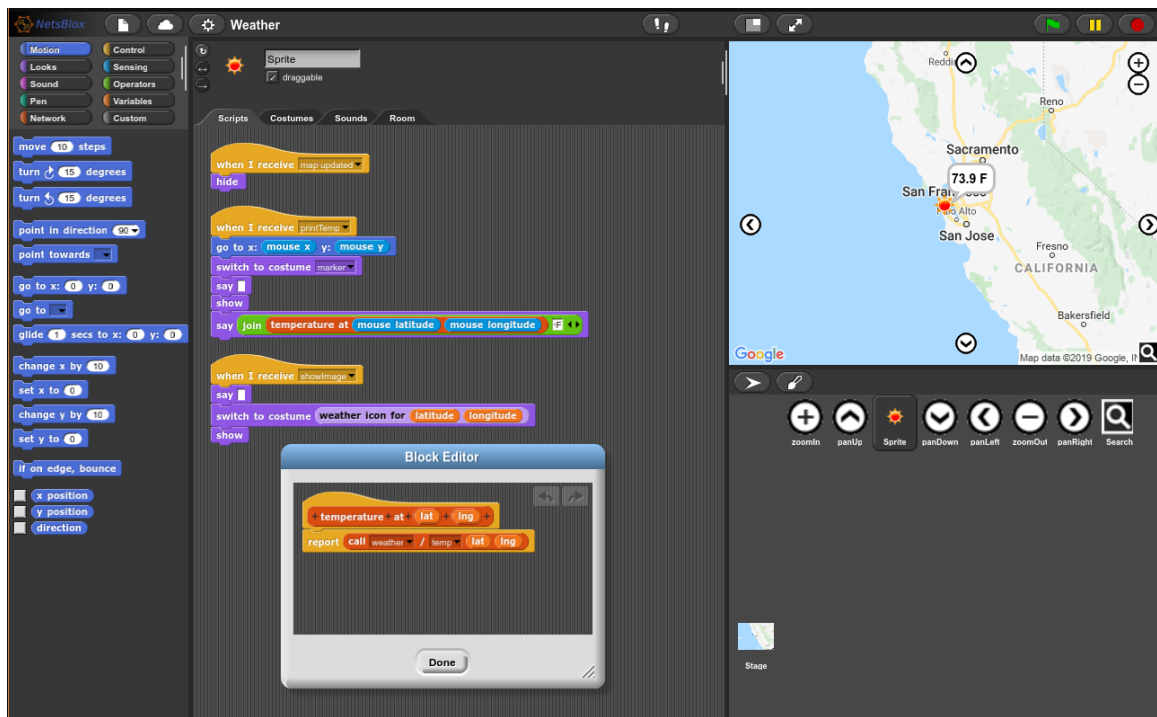 NetsBlox
Weather
Motion Control
Looks Sensing
Sound Operators
Pen Variables
Network Custom
move 10 steps
turn 15 degrees
turn 15 degrees
point in direction 90
point towards
go to x: 0 y: 0
go to
glide 1 secs to x: 0 y: 0
change x by 10
set x to 0
change y by 10
set y to 0
if on edge, bounce
x position
y position
direction
Sprite
draggable
Scripts Costumes Sounds Room
when I receive map updated
hide
when I receive printTemp
go to x: mouse x y: mouse y
switch to costume marker
say
show
say join temperature at mouse latitude mouse longitude F
when I receive showImage
say
switch to costume weather icon for latitude longitude
show
Block Editor
+ temperature + at + lat + lng +
report call weather / temp lat lng
Done
Reno
Sacramento
73.9 F
Palo Alto
San Jose
Fresno
CALIFORNIA
Bakersfield
Google
Map data ©2019 Google,
zoomIn panUp Sprite panDown panLeft zoomOut panRight Search
Stage